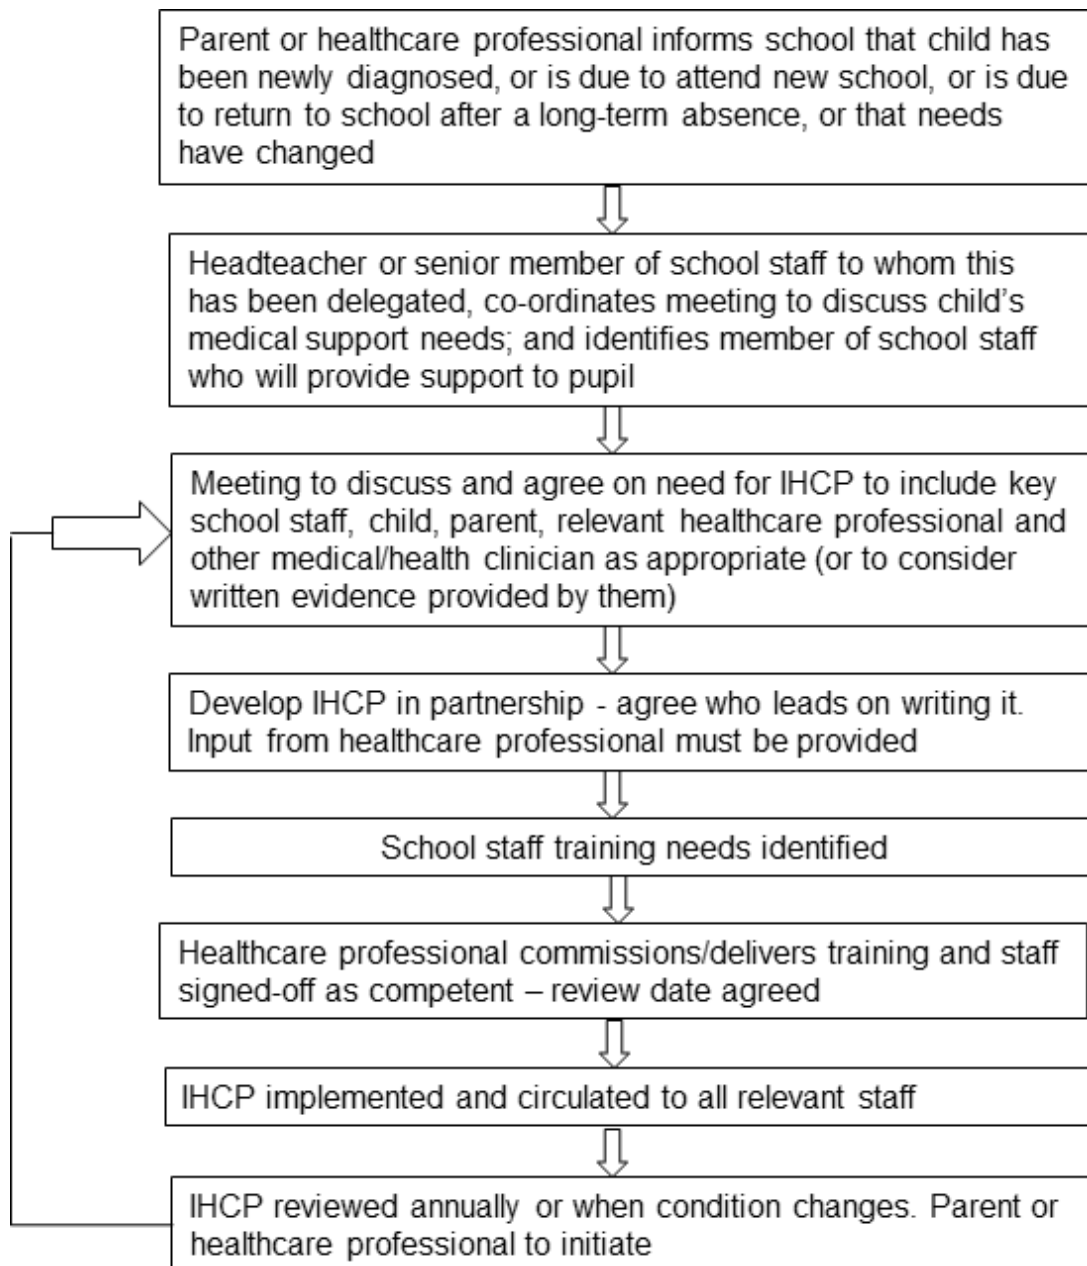 Parent or healthcare professional informs school that child has
been newly diagnosed, or is due to attend new school, or is due
to return to school after a long-term absence, or that needs
have changed
Headteacher or senior member of school staff to whom this
has been delegated, co-ordinates meeting to discuss child’s
medical support needs; and identifies member of school staff
who will provide support to pupil
Meeting to discuss and agree on need for IHCP to include key
school staff, child, parent, relevant healthcare professional and
other medical/health clinician as appropriate (or to consider
written evidence provided by them)
Develop IHCP in partnership - agree who leads on writing it.
Input from healthcare professional must be provided
School staff training needs identified
Healthcare professional commissions/delivers training and staff
signed-off as competent – review date agreed
IHCP implemented and circulated to all relevant staff
IHCP reviewed annually or when condition changes. Parent or
healthcare professional to initiate